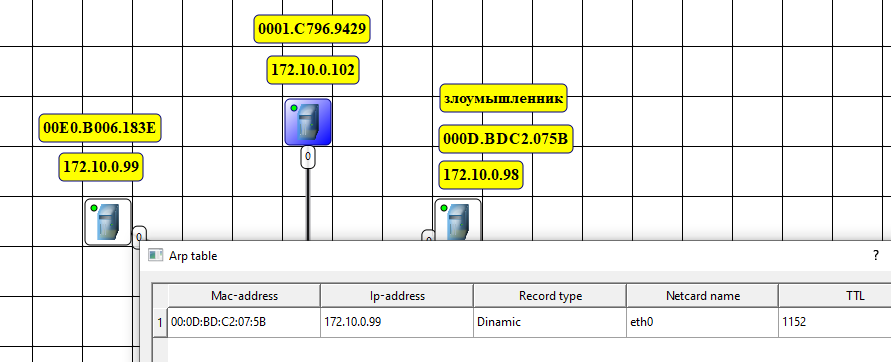 0001.C796.9429
172.10.0.102
злоумышленник
00E0.B006.183E
000D.BDC2.075B
172.10.0.99
172.10.0.98
0
0
0
Arp table
?
Mac-address Ip-address Record type Netcard name TTL
1 00:0D:BD:C2:07:5B 172.10.0.99 Dinamic eth0 1152